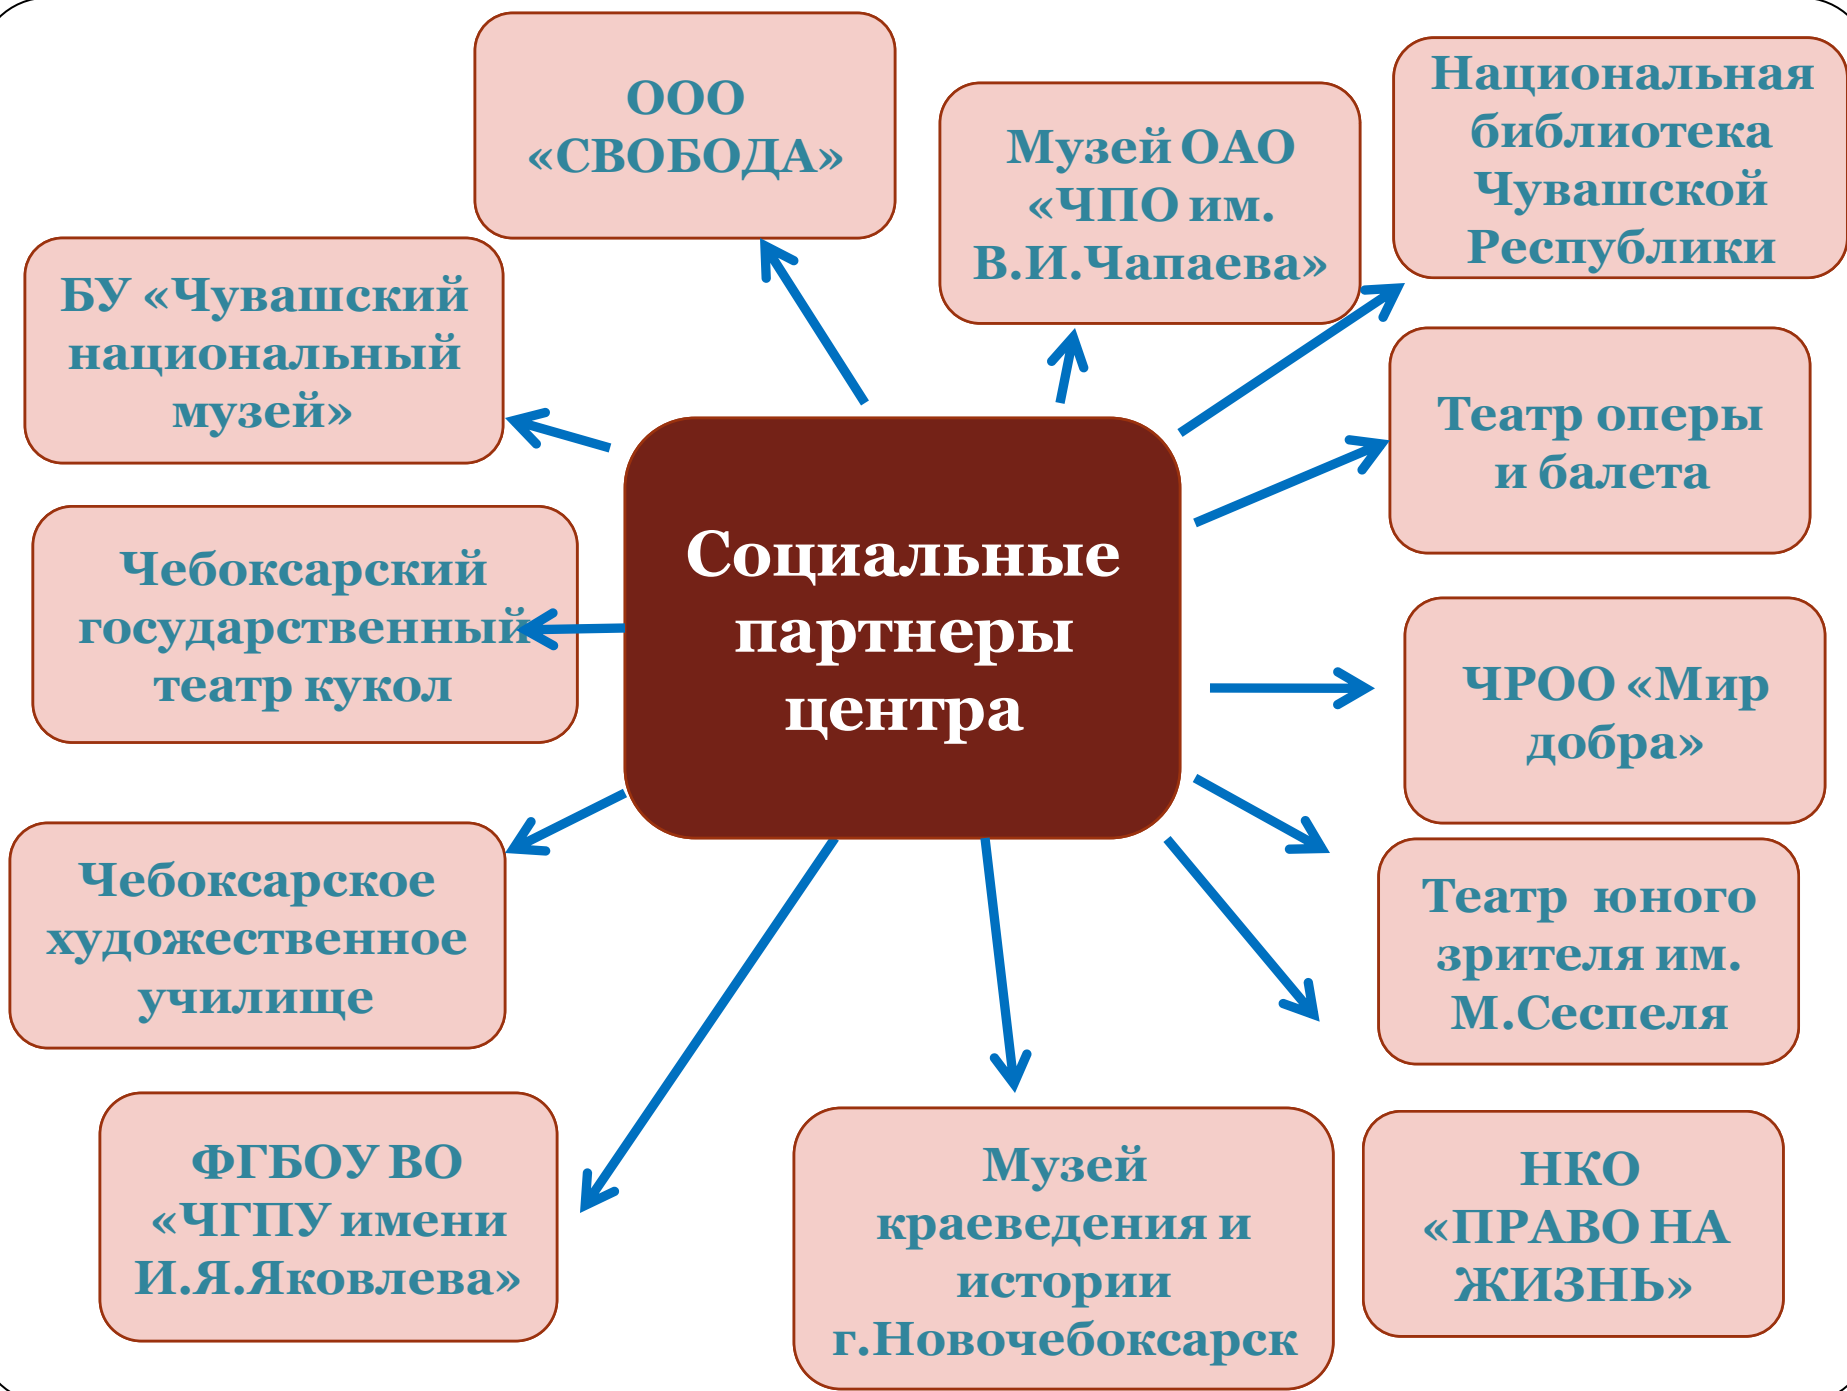 ООО
«СВОБОДА»
Музей ОАО
«ЧПО им.
В.И.Чапаева»
Национальная
библиотека
Чувашской
Республики
БУ «Чувашский
национальный
музей»
Театр оперы
и балета
Чебоксарский
государственный
театр кукол
Социальные
партнеры
центра
ЧРОО «Мир
добра»
Чебоксарское
художественное
училище
Театр юного
зрителя им.
М.Сеспеля
ФГБОУ ВО
«ЧГПУ имени
И.Я.Яковлева»
Музей
краеведения и
истории
г.Новочебоксарск
НКО
«ПРАВО НА
ЖИЗНЬ»